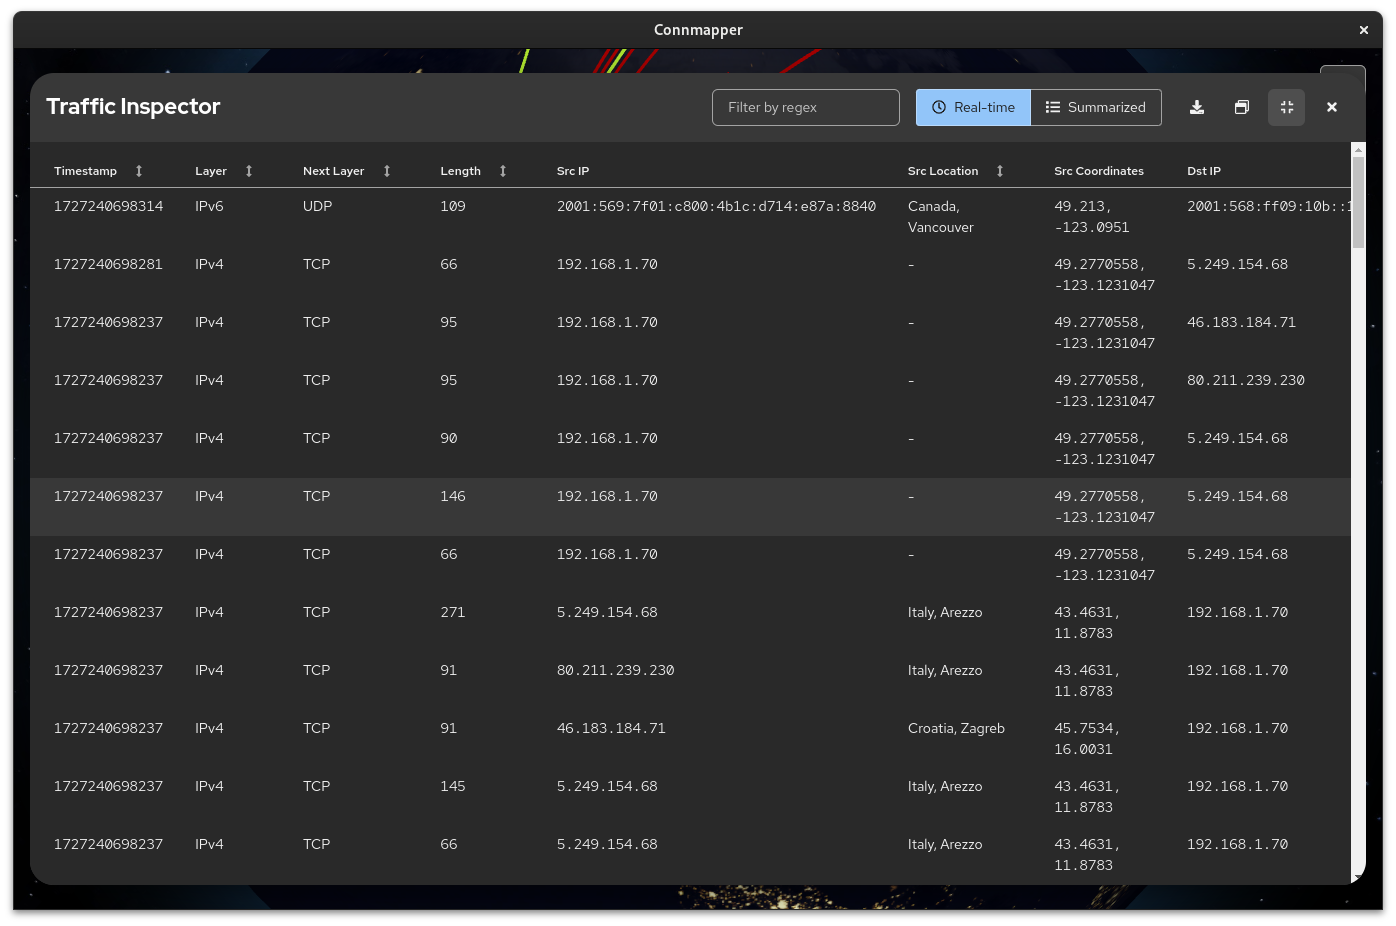 Connmapper
Traffic Inspector
Filter by regex
Real-time
Summarized
Timestamp Layer Next Layer Length Src IP Src Location Src Coordinates Dst IP
1727240698314 IPv6 UDP 109 2001:569:7f01:c800:4b1c:d714:e87a:8840 Canada, 49.213, 2001:568:ff09:10b::1
Vancouver -123.0951
1727240698281 IPv4 TCP 66 192.168.1.70 - 49.2770558, 5.249.154.68
-123.1231047
1727240698237 IPv4 TCP 95 192.168.1.70 - 49.2770558, 46.183.184.71
-123.1231047
1727240698237 IPv4 TCP 95 192.168.1.70 - 49.2770558, 80.211.239.230
-123.1231047
1727240698237 IPv4 TCP 90 192.168.1.70 - 49.2770558, 5.249.154.68
-123.1231047
1727240698237 IPv4 TCP 146 192.168.1.70 - 49.2770558, 5.249.154.68
-123.1231047
1727240698237 IPv4 TCP 66 192.168.1.70 - 49.2770558, 5.249.154.68
-123.1231047
1727240698237 IPv4 TCP 271 5.249.154.68 Italy, Arezzo 43.4631, 192.168.1.70
11.8783
1727240698237 IPv4 TCP 91 80.211.239.230 Italy, Arezzo 43.4631, 192.168.1.70
11.8783
1727240698237 IPv4 TCP 91 46.183.184.71 Croatia, Zagreb 45.7534, 192.168.1.70
16.0031
1727240698237 IPv4 TCP 145 5.249.154.68 Italy, Arezzo 43.4631, 192.168.1.70
11.8783
1727240698237 IPv4 TCP 66 5.249.154.68 Italy, Arezzo 43.4631, 192.168.1.70
11.8783